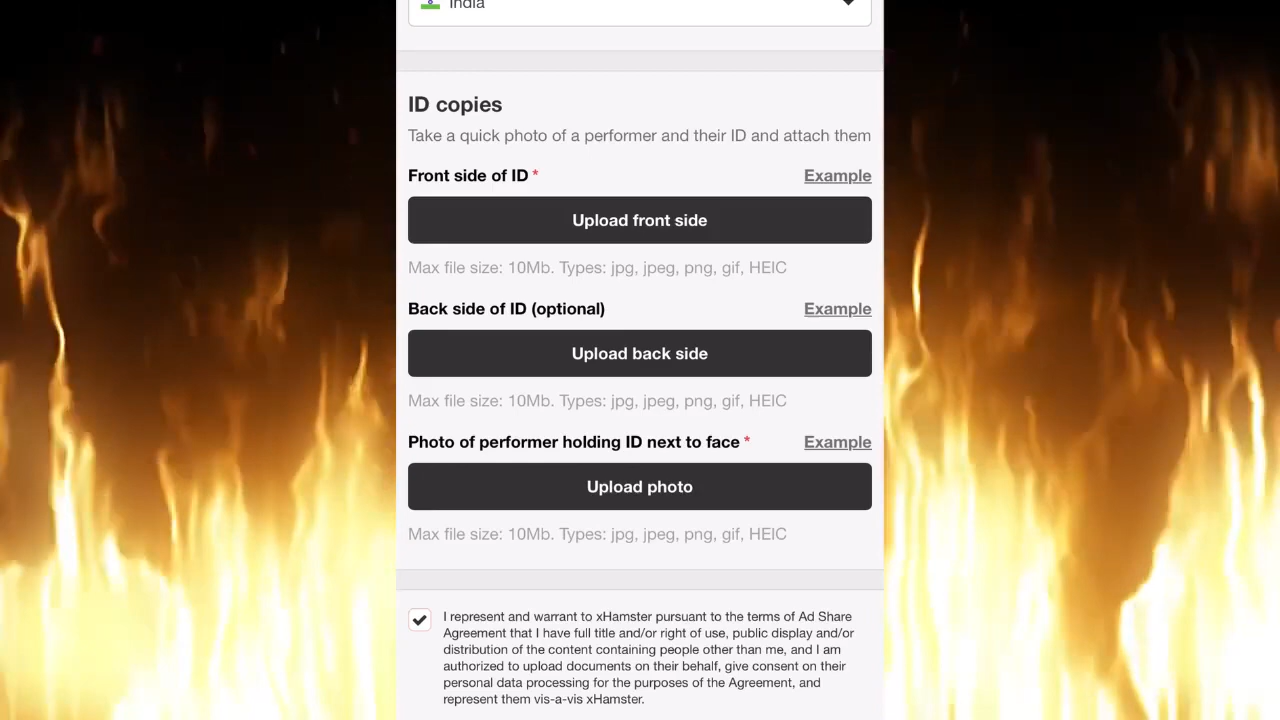 India
ID copies
Take a quick photo of a performer and their ID and attach them
Front side of ID * Example
Upload front side
Max file size: 10Mb. Types: jpg, jpeg, png, gif, HEIC
Back side of ID (optional) Example
Upload back side
Max file size: 10Mb. Types: jpg, jpeg, png, gif, HEIC
Photo of performer holding ID next to face * Example
Upload photo
Max file size: 10Mb. Types: jpg, jpeg, png, gif, HEIC
I represent and warrant to xHamster pursuant to the terms of Ad Share
Agreement that I have full title and/or right of use, public display and/or
distribution of the content containing people other than me, and I am
authorized to upload documents on their behalf, give consent on their
personal data processing for the purposes of the Agreement, and
represent them vis-a-vis xHamster.